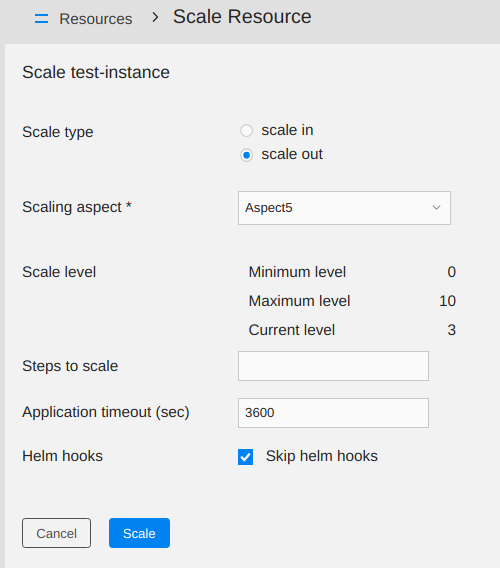 Resources > Scale Resource
Scale test-instance
Scale type
scale in
scale out
Scaling aspect *
Aspect5
Scale level
Minimum level 0
Maximum level 10
Current level 3
Steps to scale
Application timeout (sec) 3600
Helm hooks Skip helm hooks
Cancel Scale